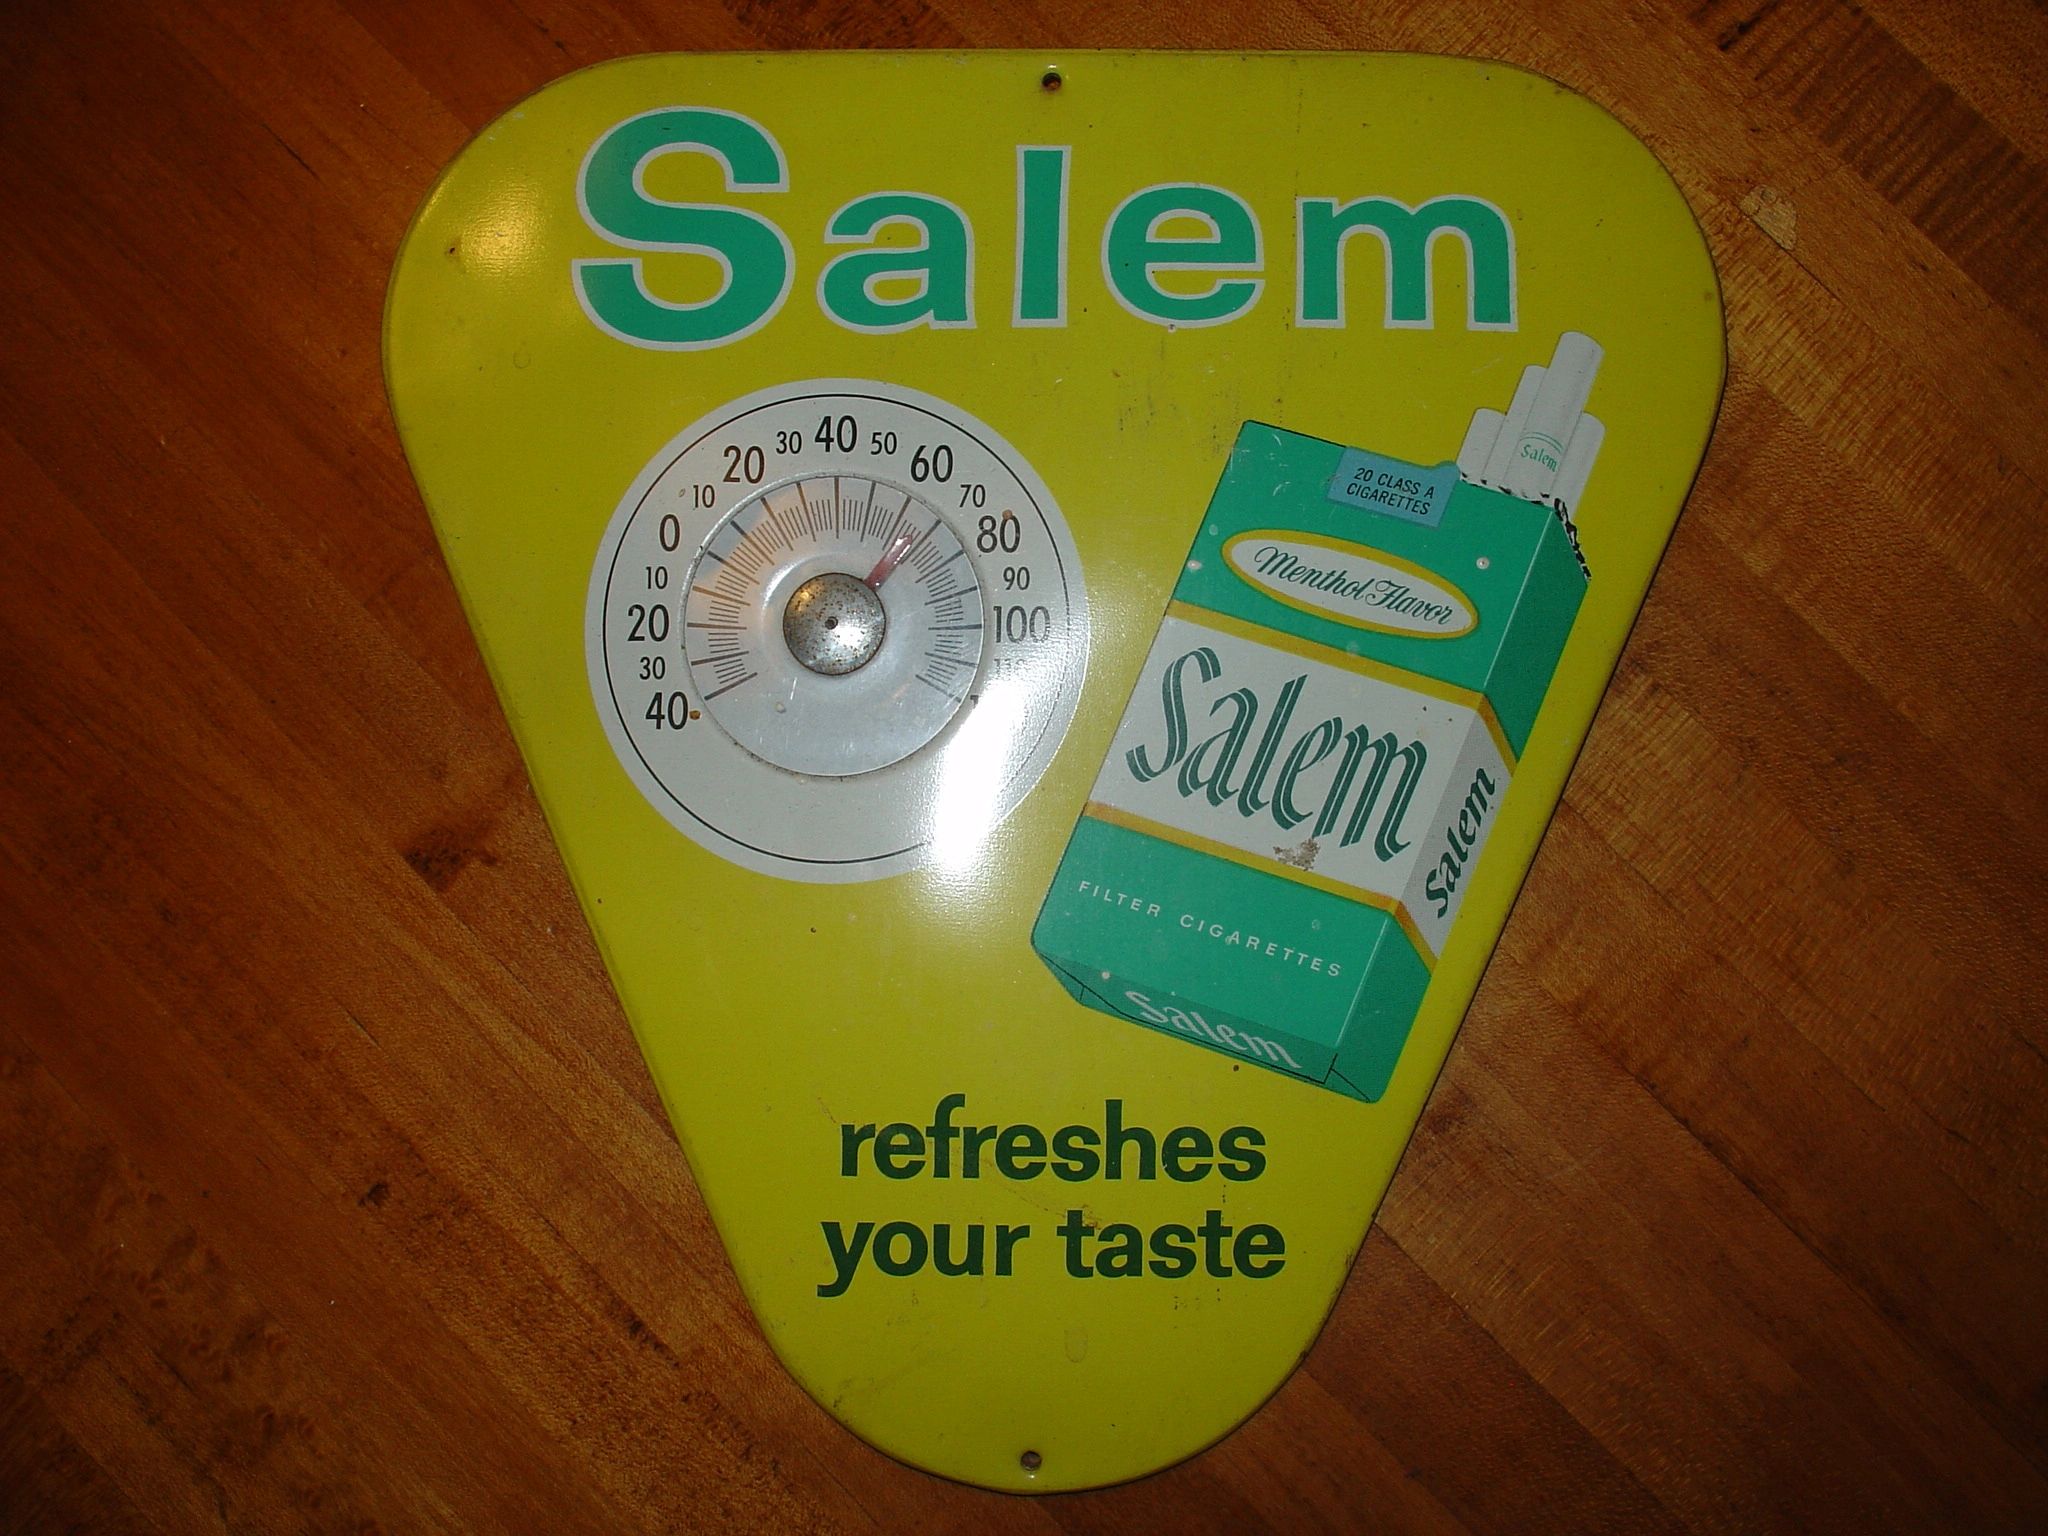 Salem
40
30
20
10
0
10
20
30
40
50
60
70
80
90
100
20 CLASS A
CIGARETTES
Salem
Menthol Flavor
Salem
Salem
FILTER CIGARETTES
Salem
refreshes
your taste